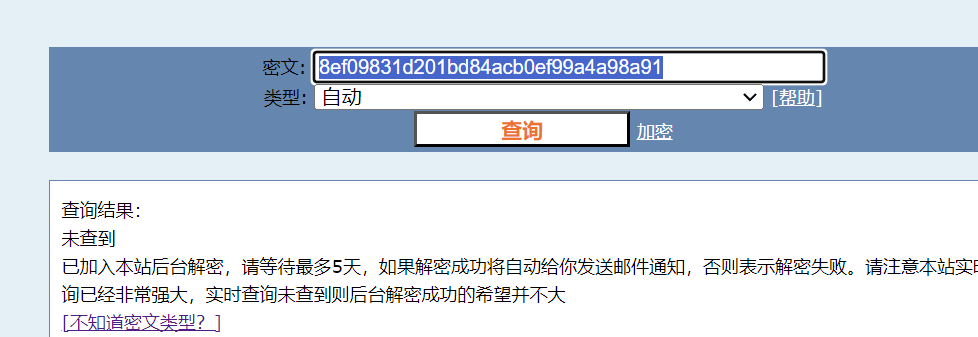 密文: 8ef09831d201bd84acb0ef99a4a98a91
类型: 自动 [帮助]
查询 加密
查询结果:
未查到
已加入本站后台解密，请等待最多5天，如果解密成功将自动给你发送邮件通知，否则表示解密失败。请注意本站实时
询已经非常强大，实时查询未查到则后台解密成功的希望并不大
[不知道密文类型？]